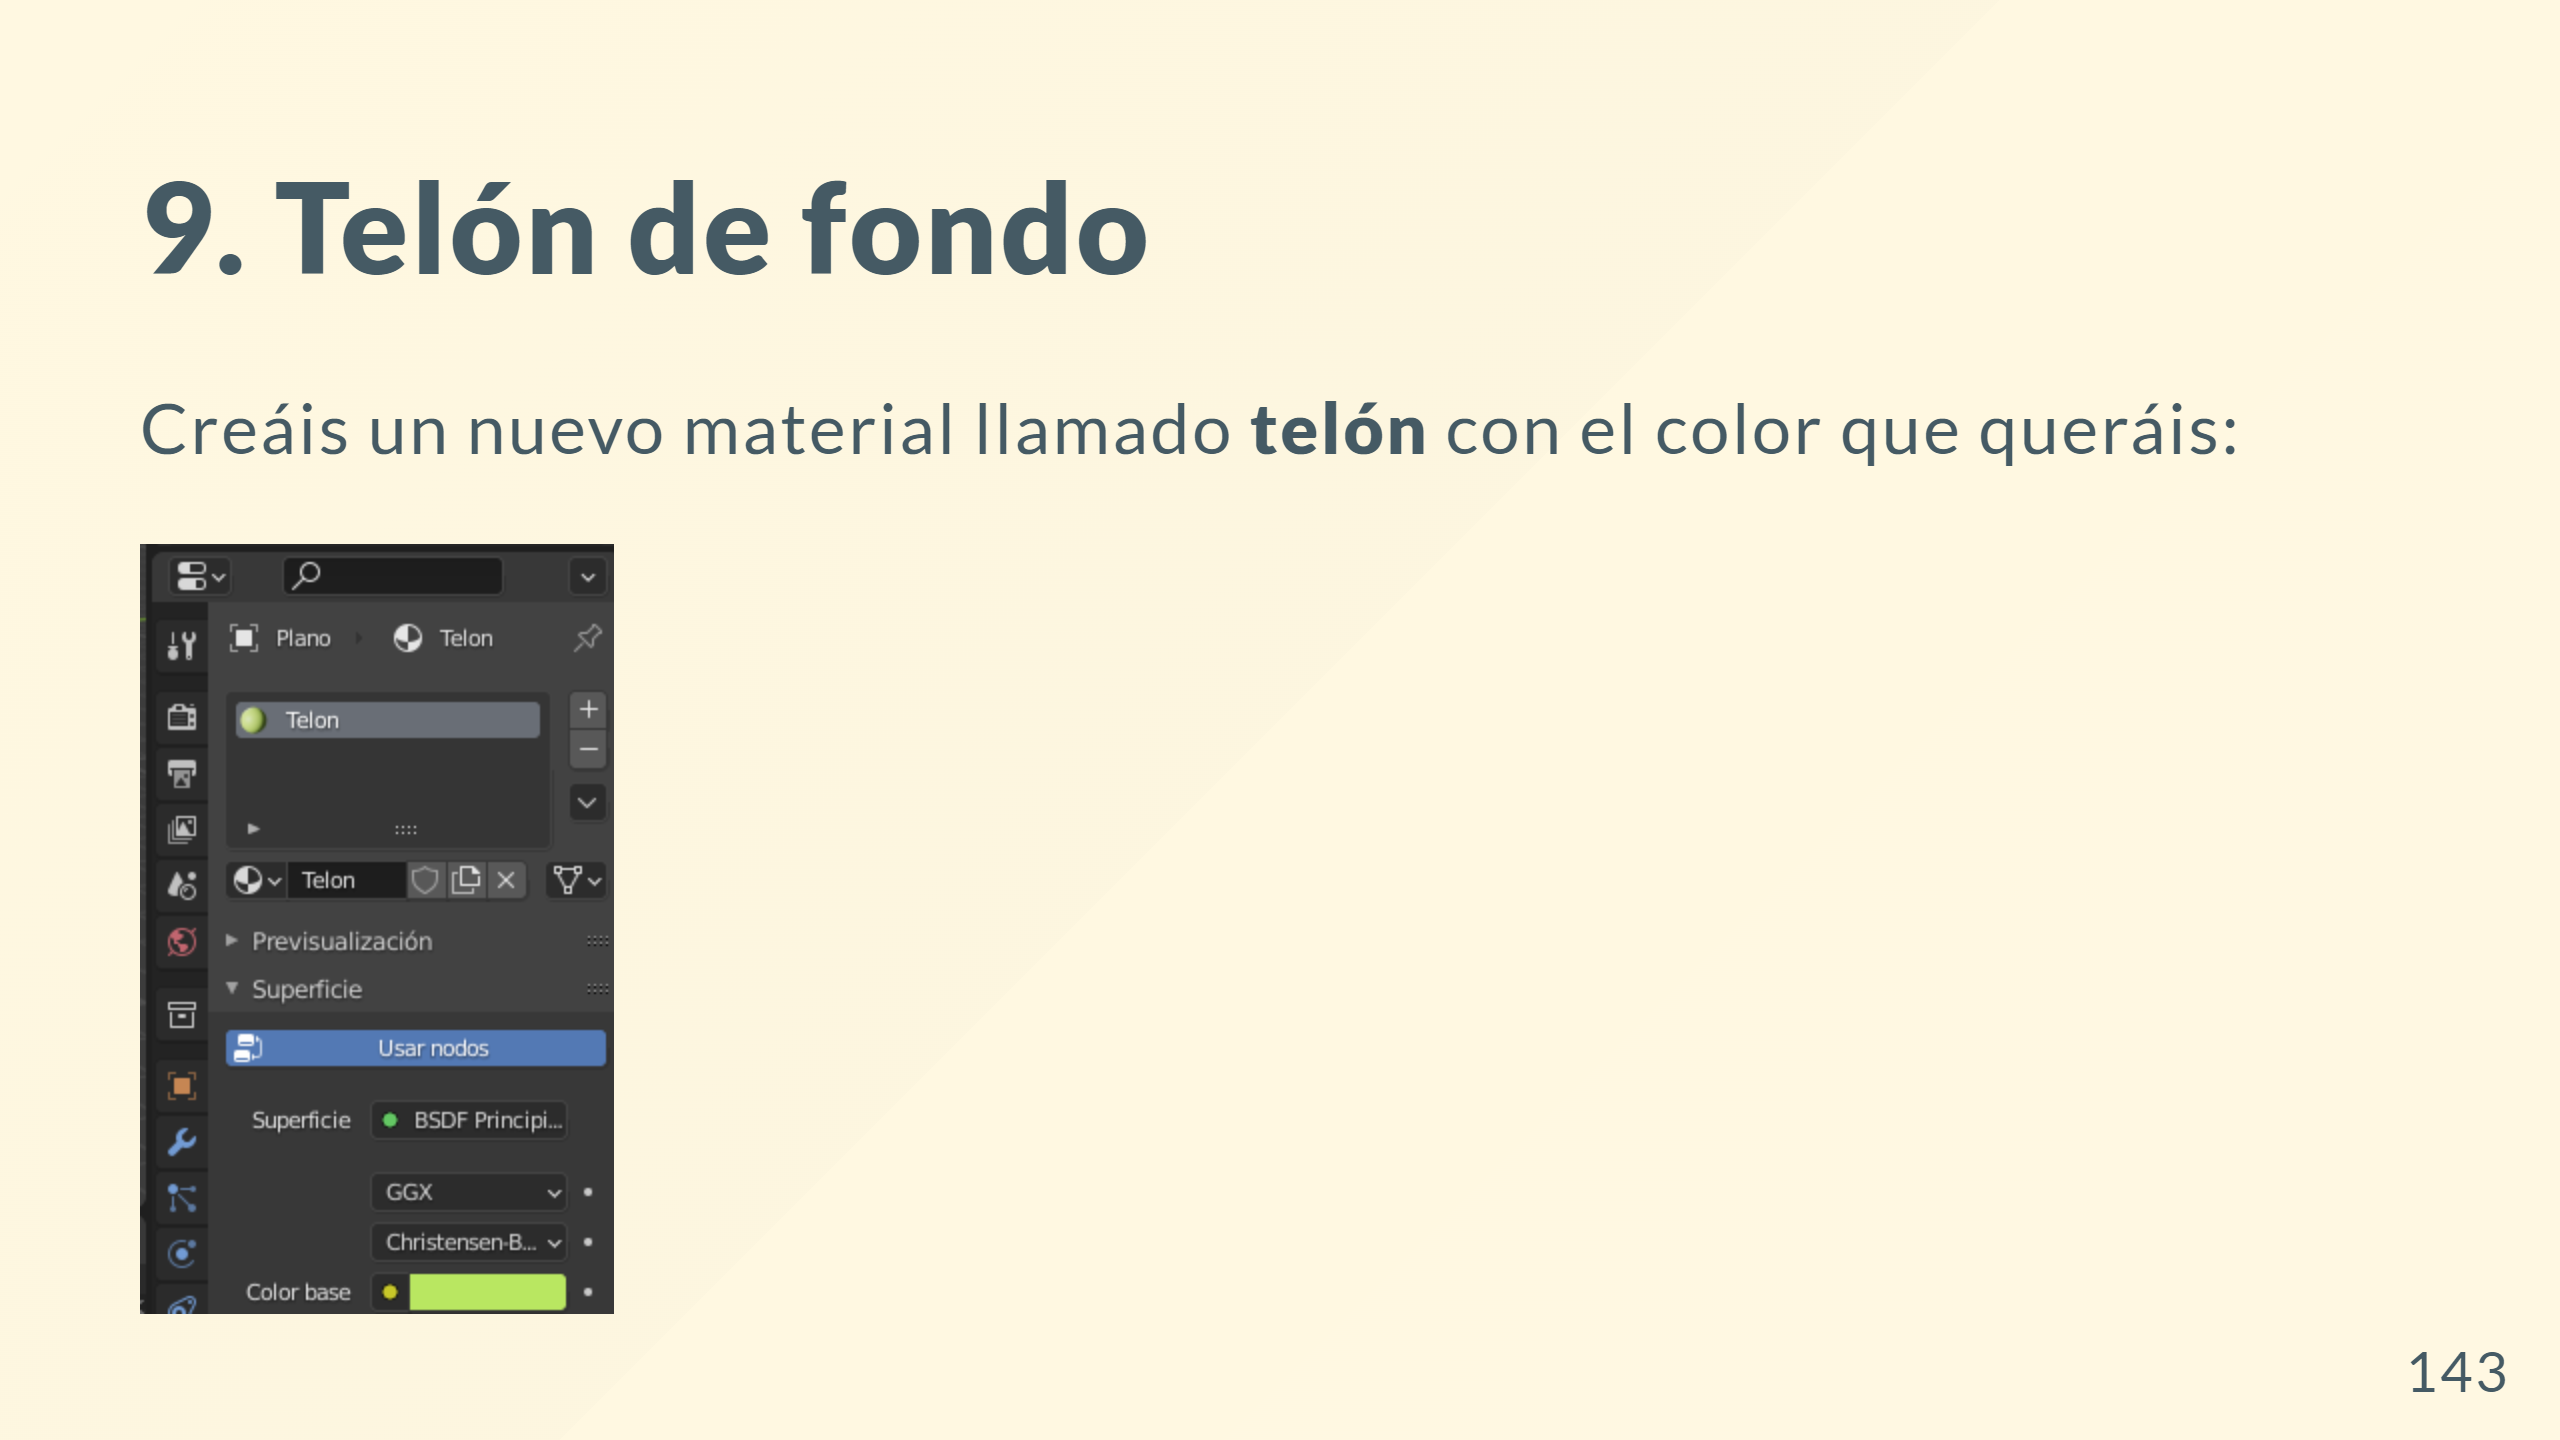 9. Telón de fondo
Creáis un nuevo material llamado telón con el color que queráis:
Plano Telon
Telon
Telon
Previsualización
Superficie
Usar nodos
Superficie BSDF Principi...
GGX
Christensen-B...
Color base
143